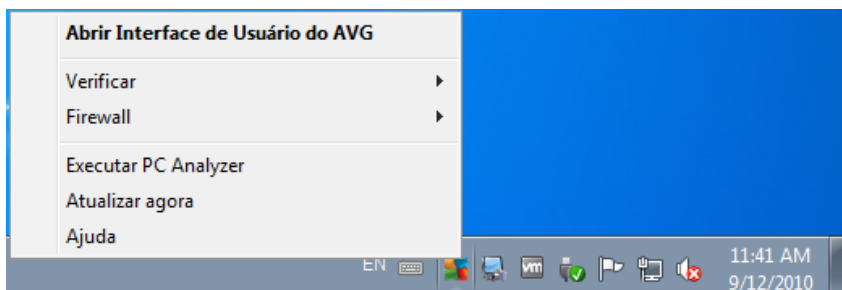 Abrir Interface de Usuário do AVG
Verificar
Firewall
Executar PC Analyzer
Atualizar agora
Ajuda
EN
vm
11:41 AM
9/12/2010